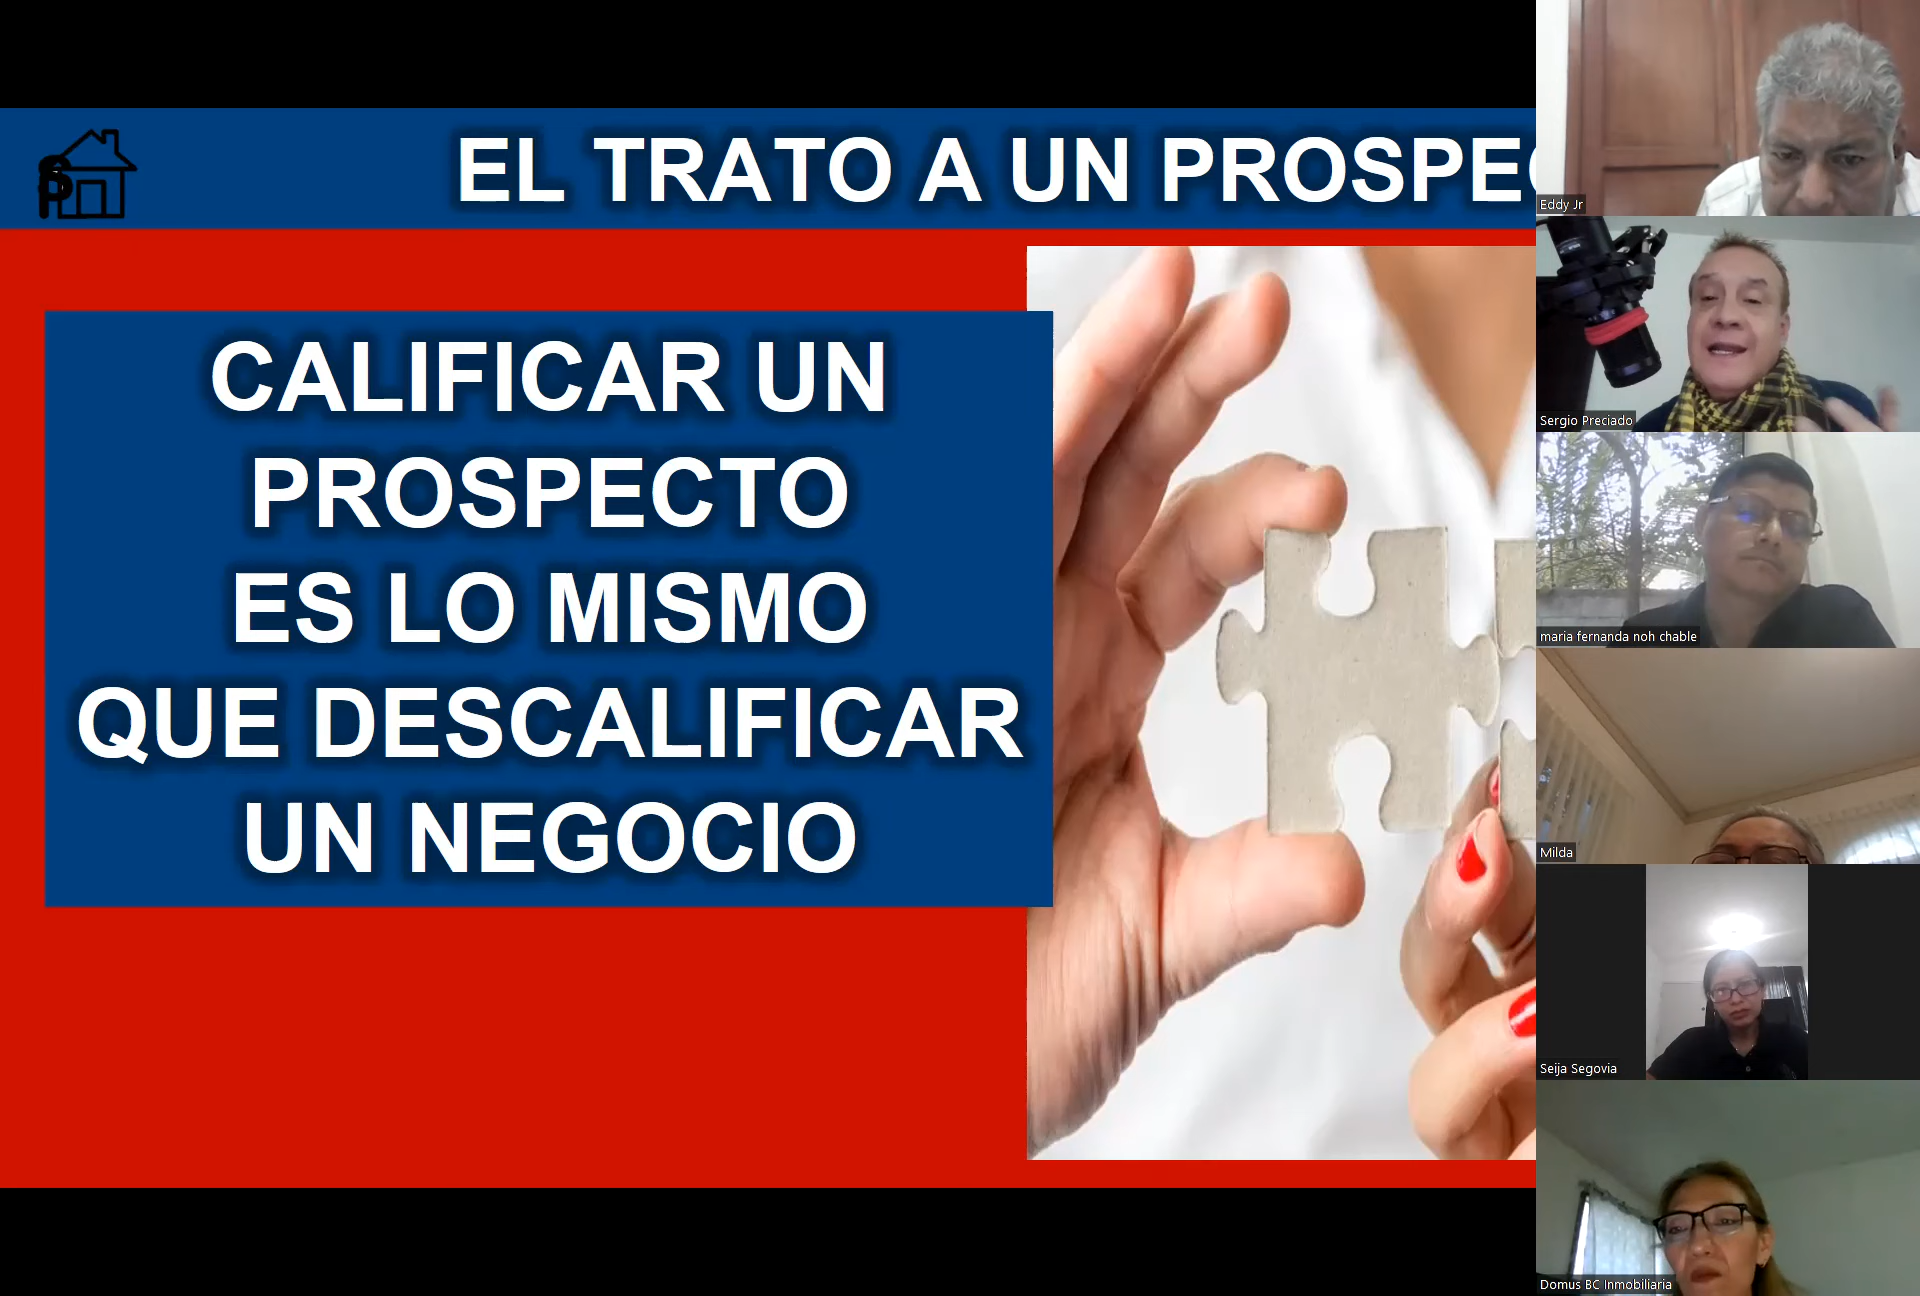 EL TRATO A UN PROSPEC
CALIFICAR UN
PROSPECTO
ES LO MISMO
QUE DESCALIFICAR
UN NEGOCIO
Eddy Jr
Sergio Preciado
maria fernanda noh chable
Milda
Seija Segovia
Domus BC Inmobiliaria